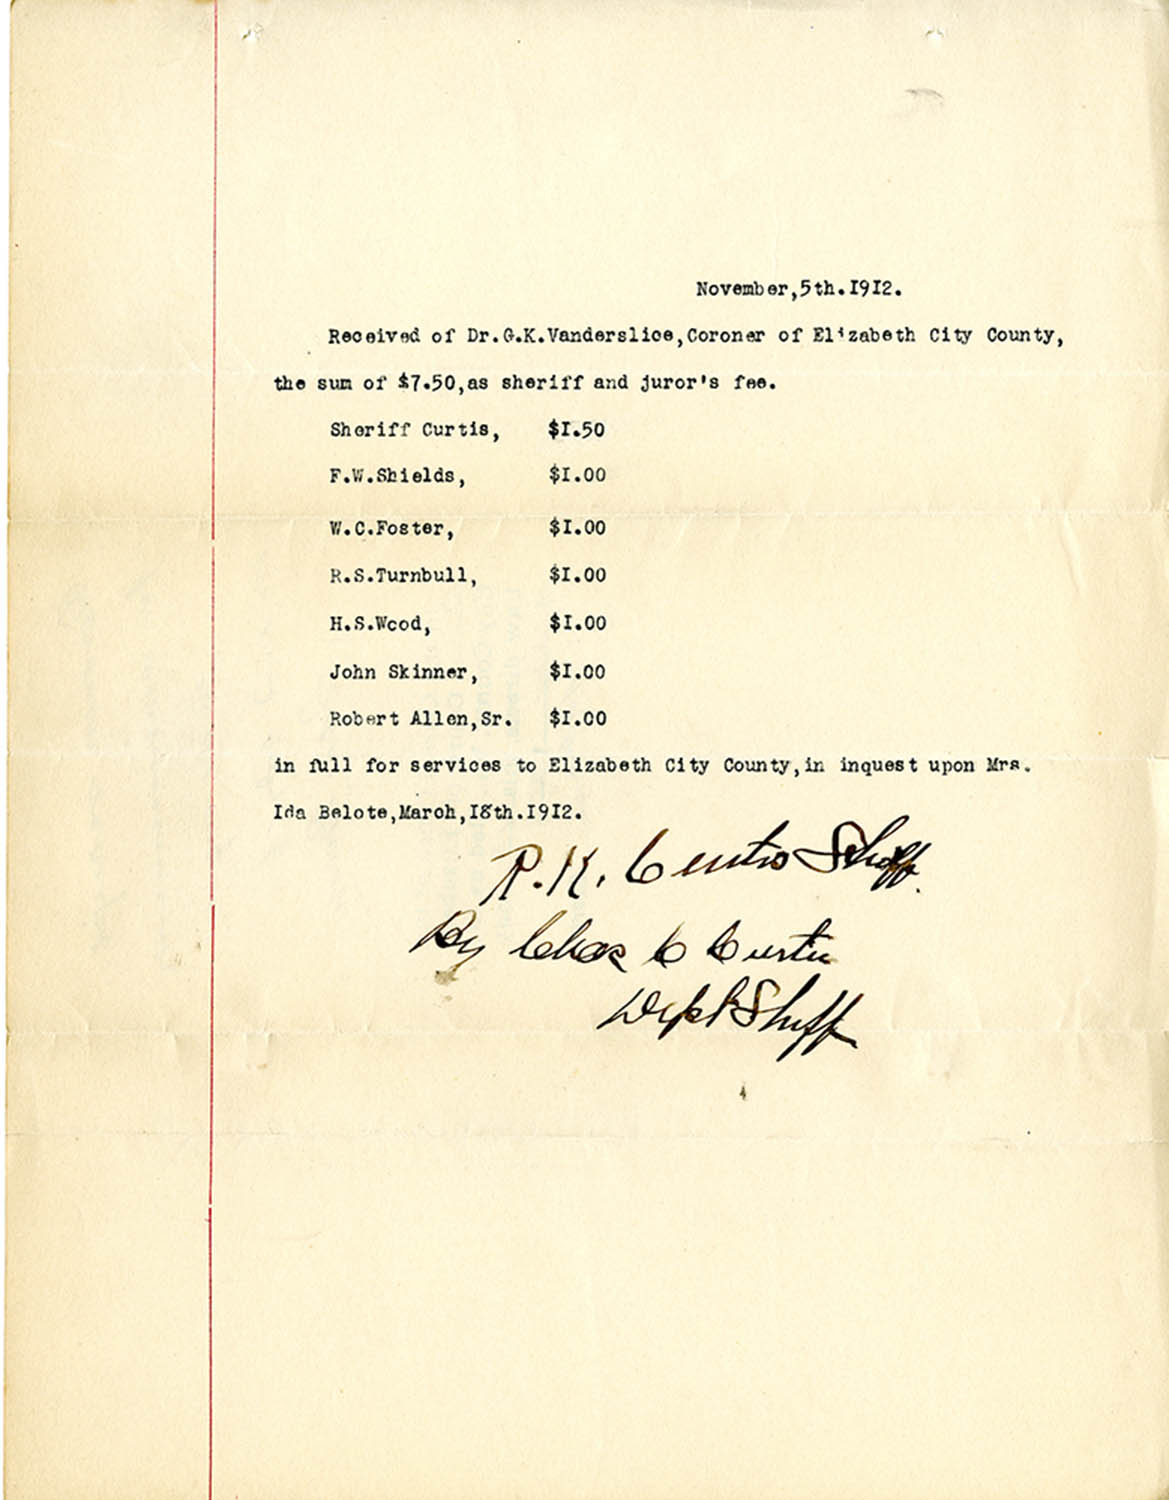 November,5th.1912.
Received of Dr.G.K.Vanderslice,Coroner of Elizabeth City County,
the sum of $7.50,as sheriff and juror's fee.
Sheriff Curtis, $1.50
F.W.Shields, $1.00
W.C.Foster, $1.00
R.S.Turnbull, $1.00
H.S.Wood, $1.00
John Skinner, $1.00
Robert Allen,Sr. $1.00
in full for services to Elizabeth City County,in inquest upon Mrs.
Ida Belote,March,18th.1912.
R.K. Curtis Sheff.
By Chas C Curtis
Dept Sheff